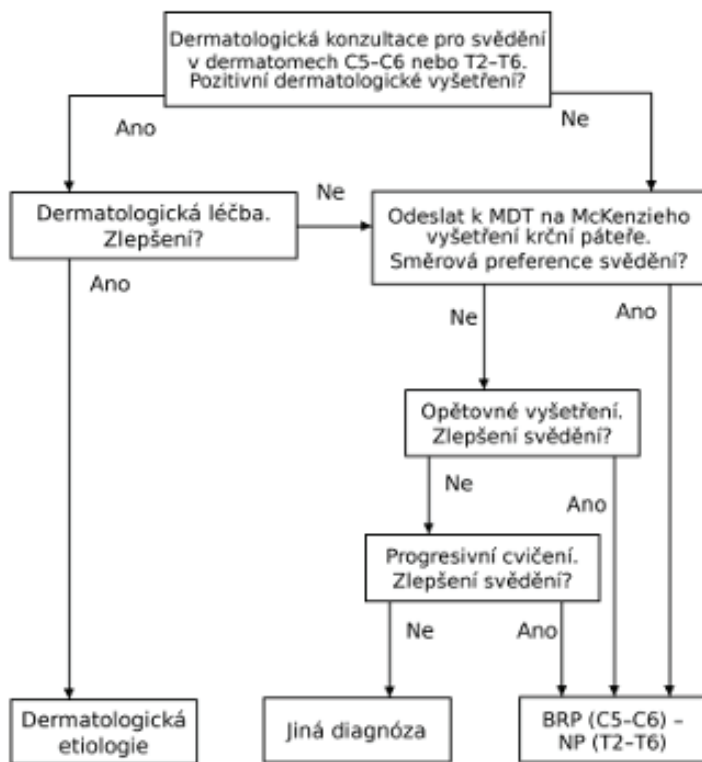 Dermatologická konzultace pro svědění
v dermatomech C5–C6 nebo T2–T6.
Pozitivní dermatologické vyšetření?
Ano
Ne
Dermatologická léčba.
Zlepšení?
Ne
Odeslat k MDT na McKenzieho
vyšetření krční páteře.
Směrová preference svědění?
Ano
Ne
Ano
Opětovné vyšetření.
Zlepšení svědění?
Ne
Ano
Progresivní cvičení.
Zlepšení svědění?
Ne
Ano
Dermatologická
etiologie
Jiná diagnóza
BRP (C5–C6) –
NP (T2–T6)